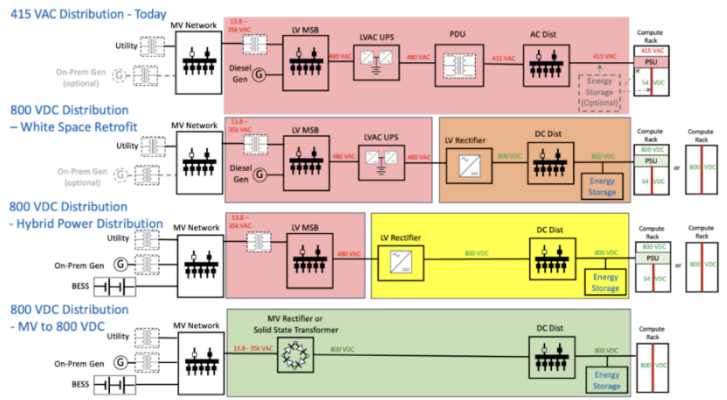 415 VAC Distribution - Today
Utility
On-Prem Gen
(optional)
G
MV Network
13.8 –
35k VAC
Diesel
Gen
G
LV MSB
480 VAC
LVAC UPS
480 VAC
PDU
415 VAC
AC Dist
415 VAC
Energy
Storage
(Optional)
Compute
Rack
415 VAC
PSU
54 VDC
800 VDC Distribution
– White Space Retrofit
Utility
On-Prem Gen
(optional)
G
MV Network
13.8 –
35k VAC
Diesel
Gen
G
LV MSB
480 VAC
LVAC UPS
480 VAC
LV Rectifier
800 VDC
DC Dist
800 VDC
Energy
Storage
Compute
Rack
800 VDC
PSU
54 VDC
or
Compute
Rack
800 VDC
800 VDC Distribution
- Hybrid Power Distribution
Utility
On-Prem Gen
G
BESS
MV Network
13.8 –
35k VAC
LV MSB
480 VAC
LV Rectifier
800 VDC
DC Dist
800 VDC
Energy
Storage
Compute
Rack
800 VDC
PSU
54 VDC
or
Compute
Rack
800 VDC
800 VDC Distribution
- MV to 800 VDC
Utility
On-Prem Gen
G
BESS
MV Network
13.8 - 35k VAC
MV Rectifier or
Solid State Transformer
800 VDC
DC Dist
800 VDC
Energy
Storage
Compute
Rack
800 VDC